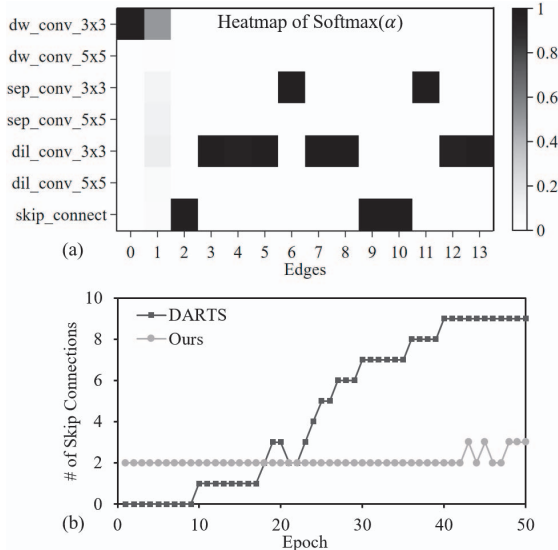 Heatmap of Softmax(α)
dw_conv_3x3
dw_conv_5x5
sep_conv_3x3
sep_conv_5x5
dil_conv_3x3
dil_conv_5x5
skip_connect
1
0.8
0.6
0.4
0.2
0
0 1 2 3 4 5 6 7 8 9 10 11 12 13
(a)
Edges
10
8
6
4
2
0
# of Skip Connections
DARTS
Ours
0 10 20 30 40 50
(b)
Epoch